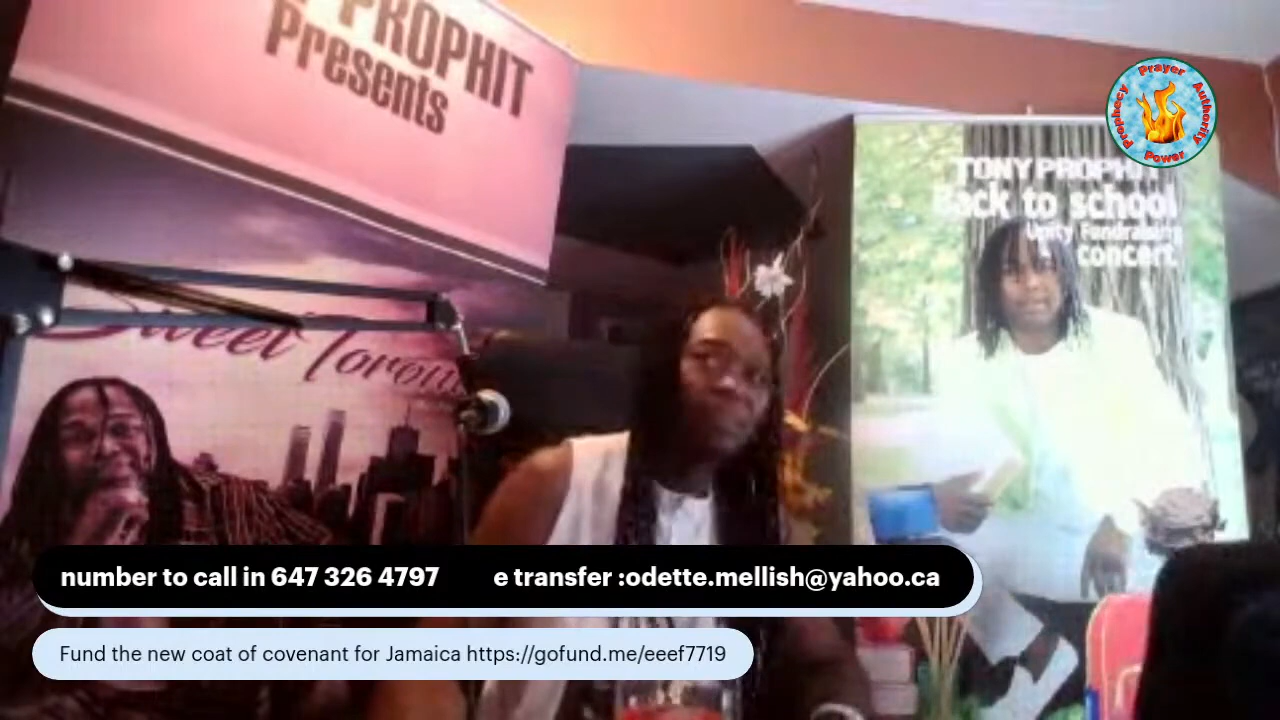 PROPHIT
Presents
Sweet Toron
TONY PROPHIT
Back to school
Unity Fundraising
concert
Prophecy Prayer Authority Power
number to call in 647 326 4797 e transfer :odette.mellish@yahoo.ca
Fund the new coat of covenant for Jamaica https://gofund.me/eeef7719